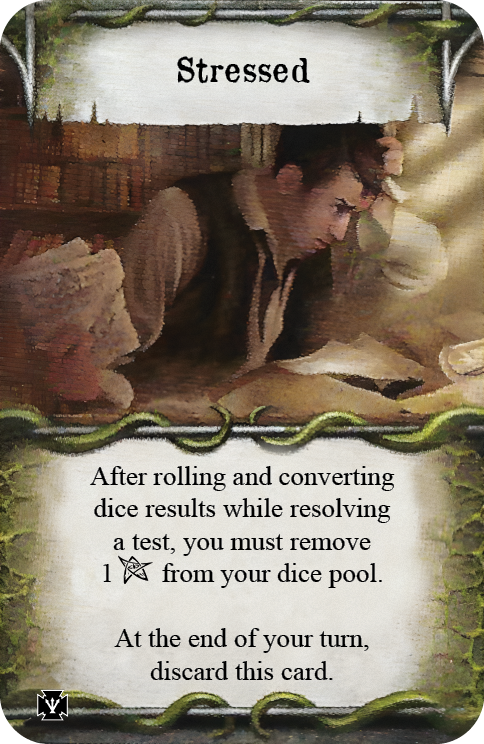 Stressed
After rolling and converting
dice results while resolving
a test, you must remove
1 from your dice pool.
At the end of your turn,
discard this card.